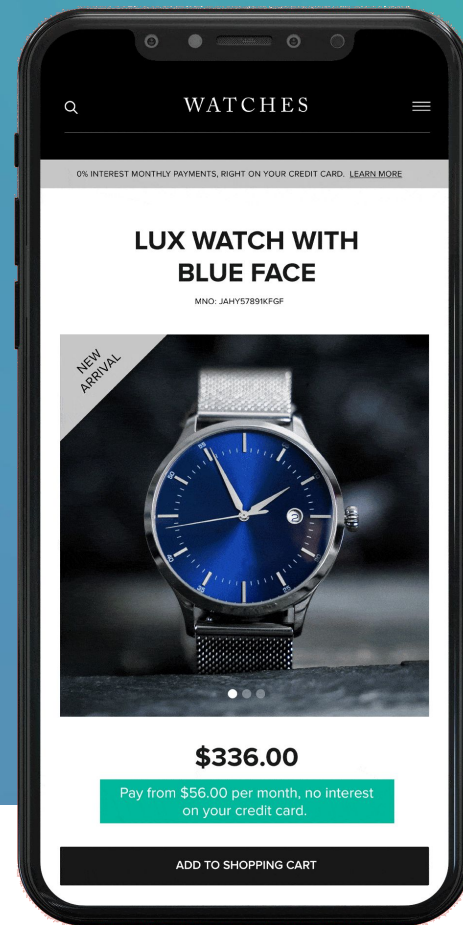 WATCHES
0% INTEREST MONTHLY PAYMENTS, RIGHT ON YOUR CREDIT CARD. LEARN MORE
LUX WATCH WITH
BLUE FACE
MNO: JAHY57891KFGF
NEW
ARRIVAL
$336.00
Pay from $56.00 per month, no interest
on your credit card.
ADD TO SHOPPING CART